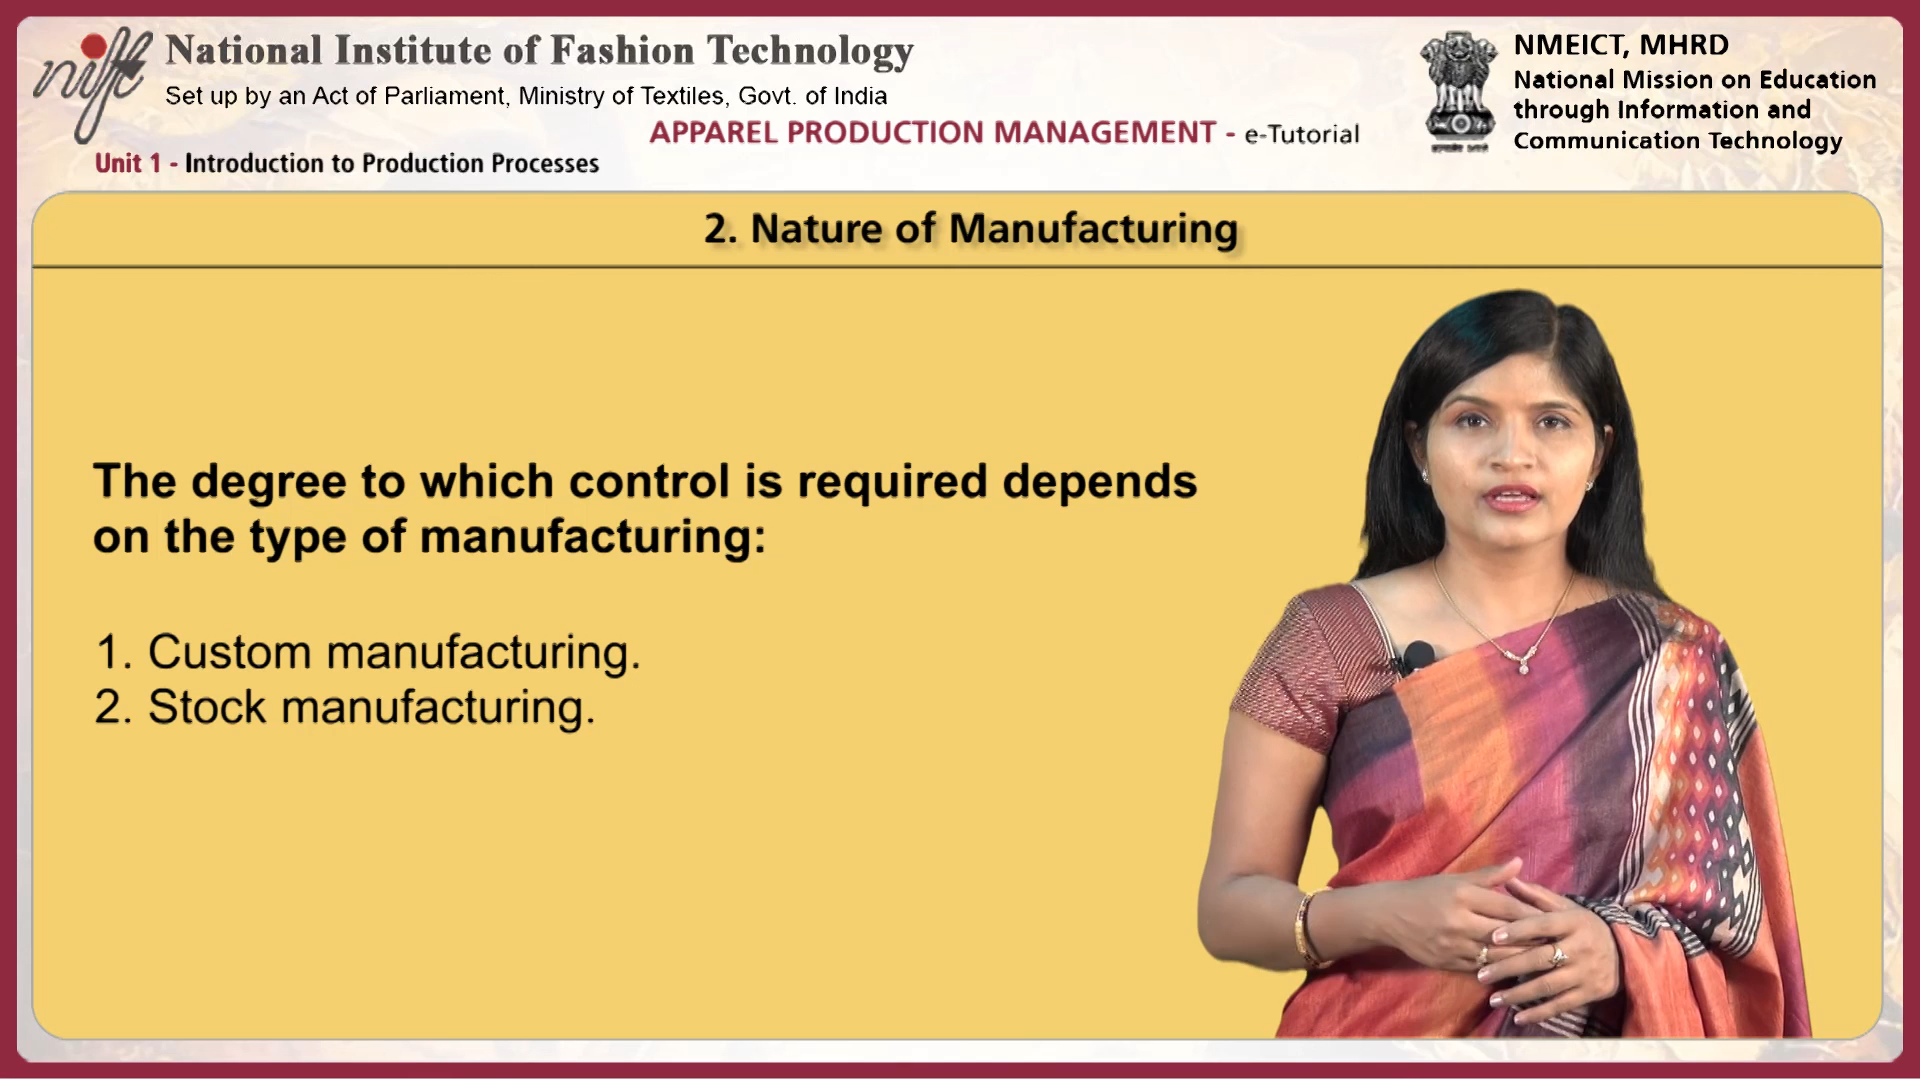 nift
National Institute of Fashion Technology
Set up by an Act of Parliament, Ministry of Textiles, Govt. of India
APPAREL PRODUCTION MANAGEMENT - e-Tutorial
Unit 1 - Introduction to Production Processes
NMEICT, MHRD
National Mission on Education
through Information and
Communication Technology
2. Nature of Manufacturing
The degree to which control is required depends
on the type of manufacturing:
1. Custom manufacturing.
2. Stock manufacturing.